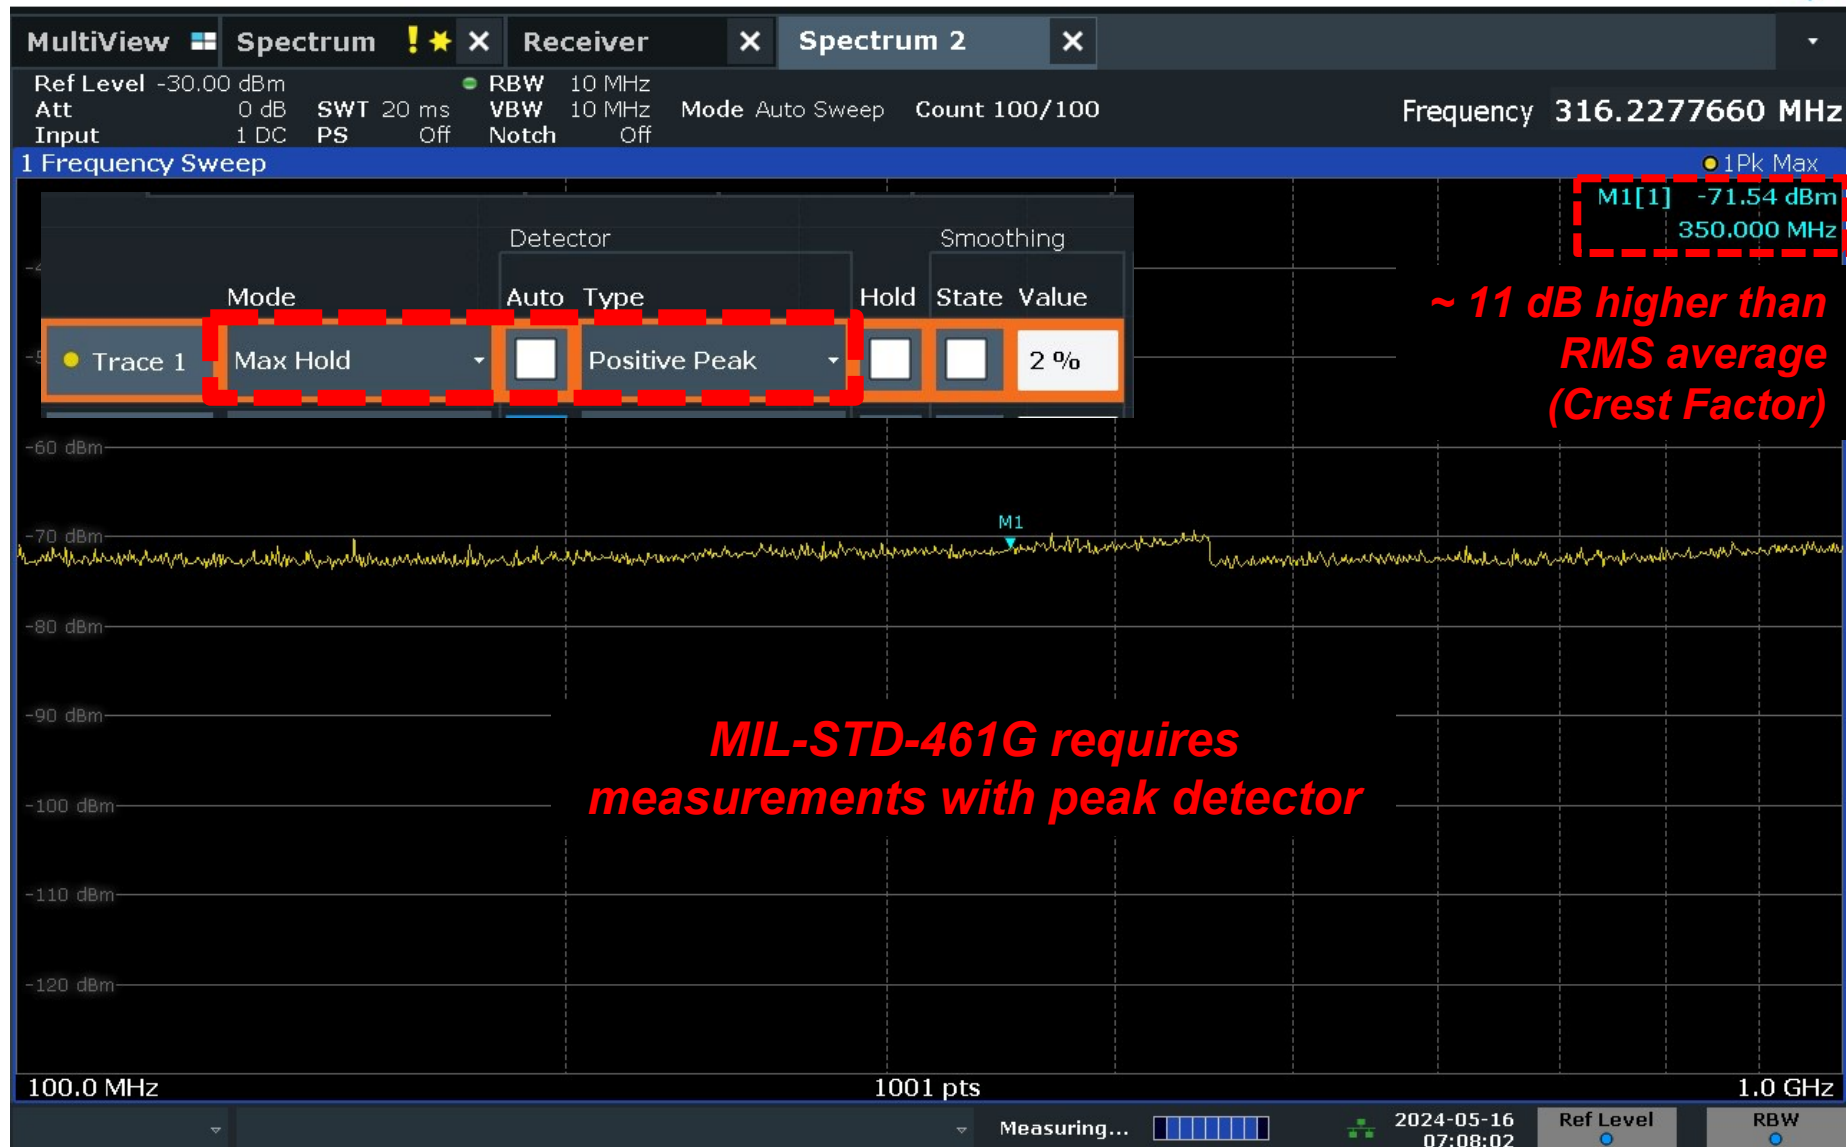 MultiView Spectrum ! Receiver Spectrum 2
Ref Level -30.00 dBm RBW 10 MHz
Att 0 dB SWT 20 ms VBW 10 MHz Mode Auto Sweep Count 100/100 Frequency 316.2277660 MHz
Input 1 DC PS Off Notch Off
1 Frequency Sweep 1Pk Max
M1[1] -71.54 dBm
350.000 MHz
Detector Smoothing
Mode Auto Type Hold State Value
Trace 1 Max Hold Positive Peak 2 %
~ 11 dB higher than
RMS average
(Crest Factor)
-60 dBm
M1
-70 dBm
-80 dBm
-90 dBm
MIL-STD-461G requires
measurements with peak detector
-100 dBm
-110 dBm
-120 dBm
100.0 MHz 1001 pts 1.0 GHz
Measuring... 2024-05-16 Ref Level RBW
07:08:02